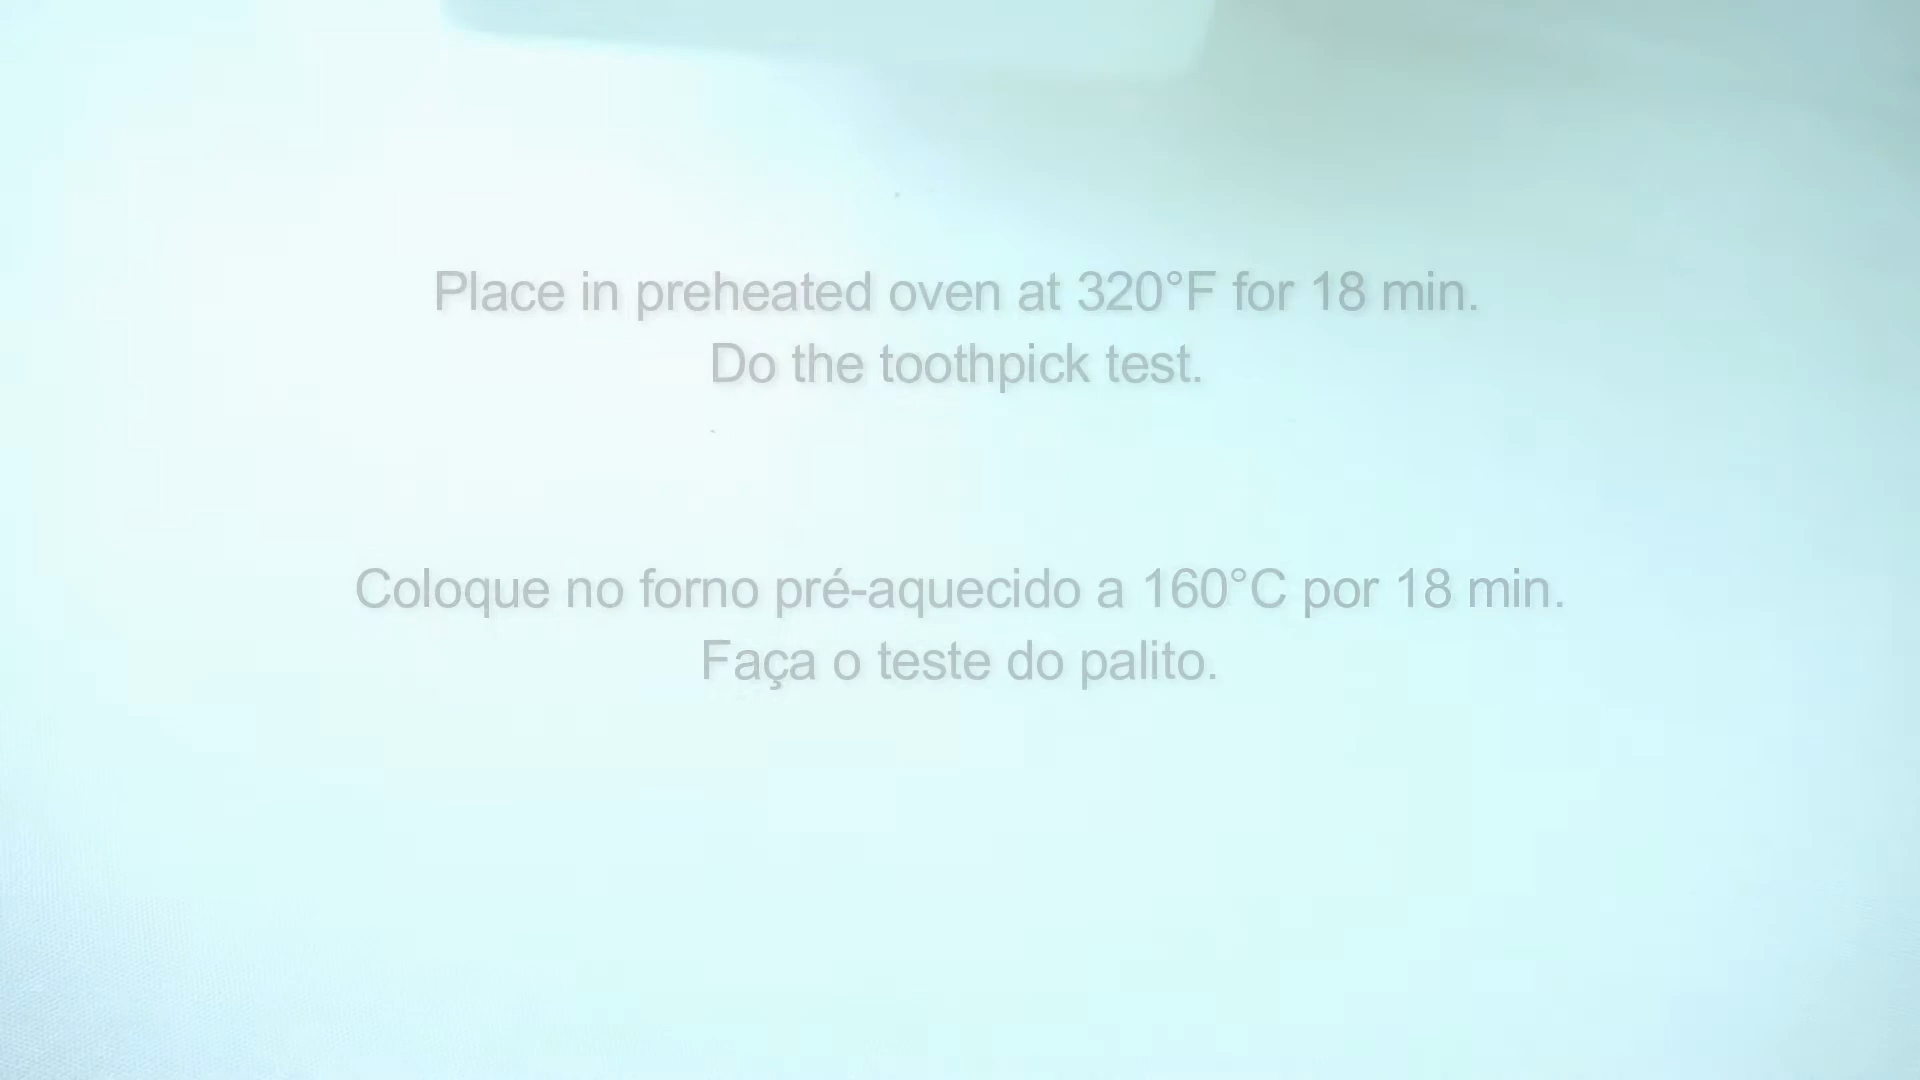 Place in preheated oven at 320°F for 18 min.
Do the toothpick test.
Coloque no forno pré-aquecido a 160°C por 18 min.
Faça o teste do palito.